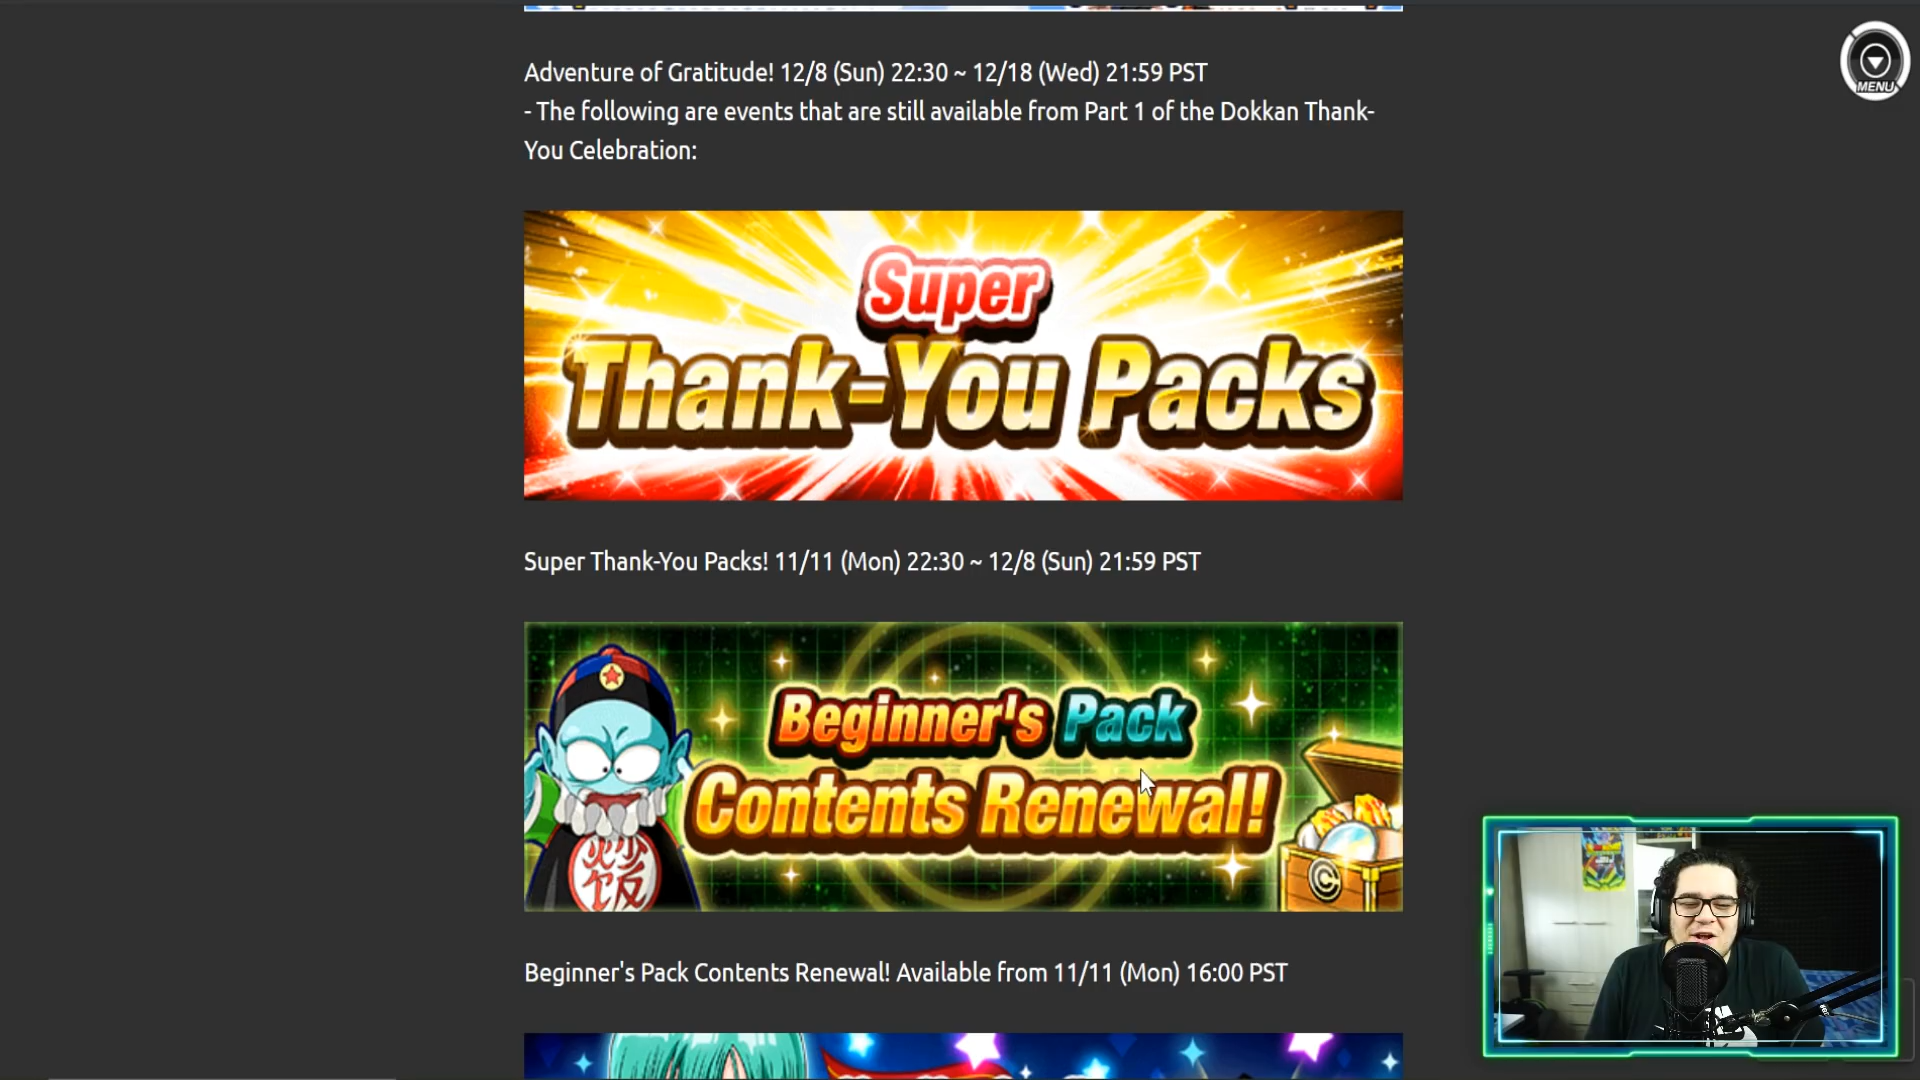 Adventure of Gratitude! 12/8 (Sun) 22:30 ~ 12/18 (Wed) 21:59 PST
- The following are events that are still available from Part 1 of the Dokkan Thank-
You Celebration:
MENU
Super
Thank-You Packs
Super Thank-You Packs! 11/11 (Mon) 22:30 ~ 12/8 (Sun) 21:59 PST
Beginner's Pack
Contents Renewal!
炒飯
Beginner's Pack Contents Renewal! Available from 11/11 (Mon) 16:00 PST